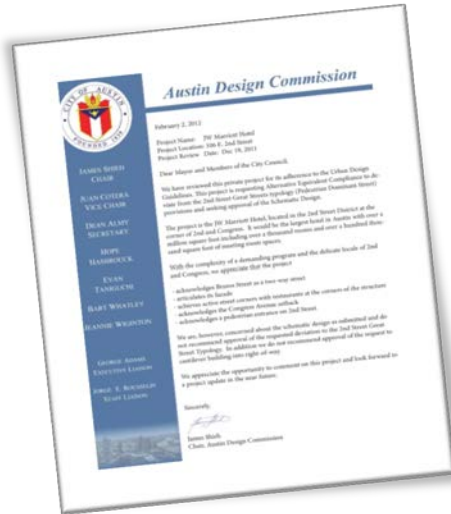 CITY OF AUSTIN
FOUNDED 1839
Austin Design Commission
JAMES SHIEH
CHAIR
JUAN COTERA
VICE CHAIR
DEAN ALMY
SECRETARY
HOPE
HASBROUCK
EVAN
TANIGUCHI
BART WHATLEY
JEANNIE WIGINTON
GEORGE ADAMS
EXECUTIVE LIAISON
JORGE E. ROUSSELIN
STAFF LIAISON
February 2, 2012
Project Name: JW Marriott Hotel
Project Location: 106 E. 2nd Street
Project Review Date: Dec 19, 2011
Dear Mayor and Members of the City Council,
We have reviewed this private project for its adherence to the Urban Design
Guidelines. This project is requesting Alternative Equivalent Compliance to de-
viate from the 2nd Street Great Streets typology (Pedestrian Dominant Street)
provisions and seeking approval of the Schematic Design.
The project is the JW Marriott Hotel, located in the 2nd Street District at the
corner of 2nd and Congress. It would be the largest hotel in Austin with over a
million square feet including over a thousand rooms and over a hundred thou-
sand square feet of meeting room spaces.
With the complexity of a demanding program and the delicate locale of 2nd
and Congress, we appreciate that the project
- acknowledges Brazos Street as a two-way street
- articulates its facade
- achieves active street corners with restaurants at the corners of the structure
- acknowledges the Congress Avenue setback
- acknowledges a pedestrian entrance on 2nd Street.
We are, however, concerned about the schematic design as submitted and do
not recommend approval of the requested deviation to the 2nd Street Great
Street Typology. In addition we do not recommend approval of the request to
cantilever building into right-of-way.
We appreciate the opportunity to comment on this project and look forward to
a project update in the near future.
Sincerely,
James Shieh
Chair, Austin Design Commission